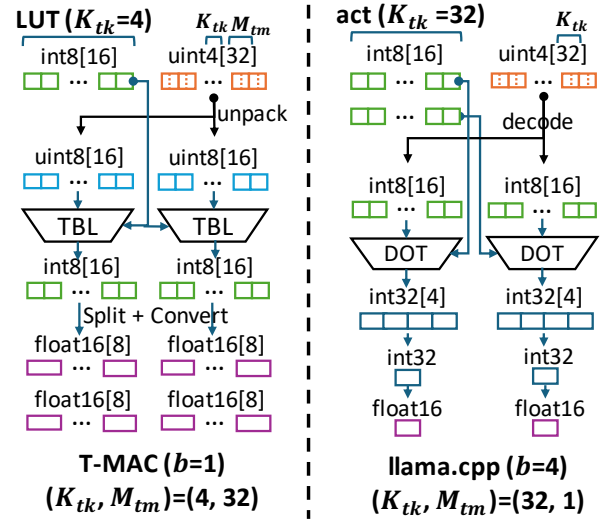 LUT (K_tk=4)
K_tk M_tm
int8[16] uint4[32]
...
...
unpack
uint8[16] uint8[16]
...
...
TBL TBL
int8[16] int8[16]
...
...
Split + Convert
float16[8] float16[8]
...
...
float16[8] float16[8]
...
...
T-MAC (b=1)
(K_tk, M_tm)=(4, 32)
act (K_tk=32)
K_tk
int8[16] uint4[32]
...
...
...
decode
int8[16] int8[16]
...
...
DOT DOT
int32[4] int32[4]
int32 int32
float16 float16
llama.cpp (b=4)
(K_tk, M_tm)=(32, 1)